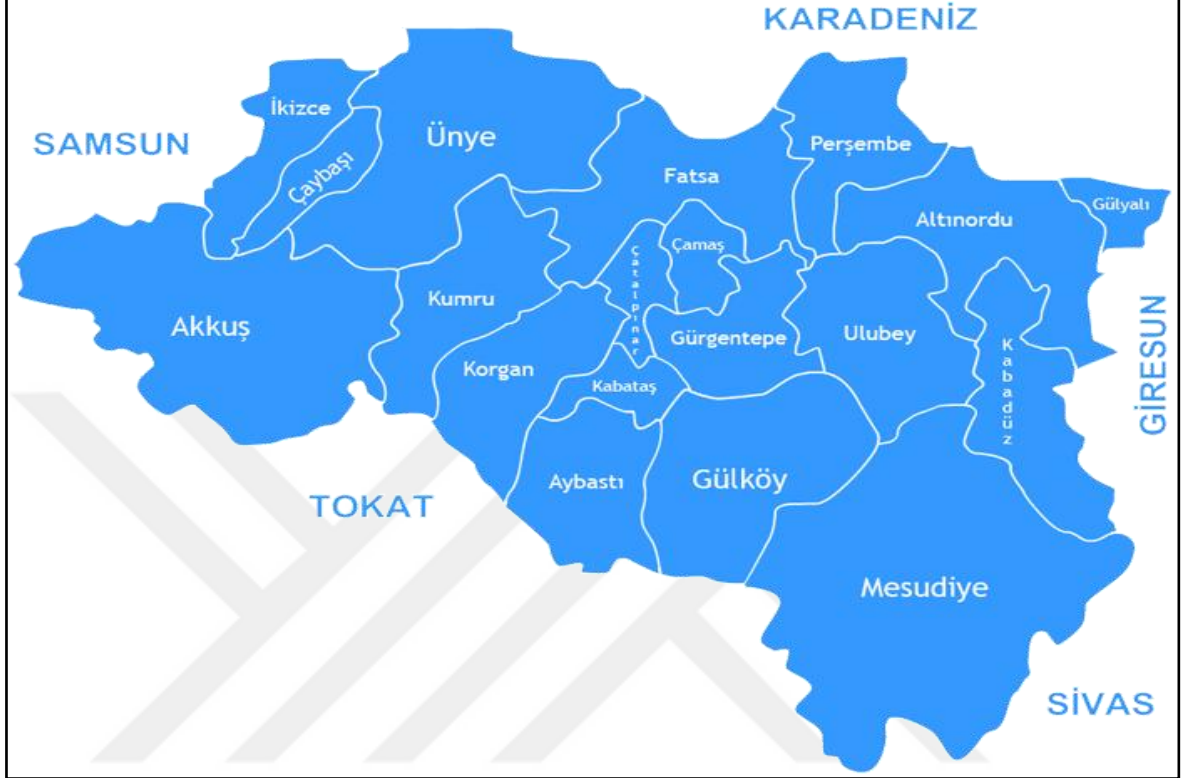 KARADENİZ
İkizce
SAMSUN
Ünye
Perşembe
Çaybaşı
Fatsa
Gülyalı
Altınordu
Çamaş
Çatalpınar
Kumru
Akkuş
Gürgentepe
Ulubey
Kabadüz
GİRESUN
Korgan
Kabataş
Aybastı
Gülköy
TOKAT
Mesudiye
SİVAS